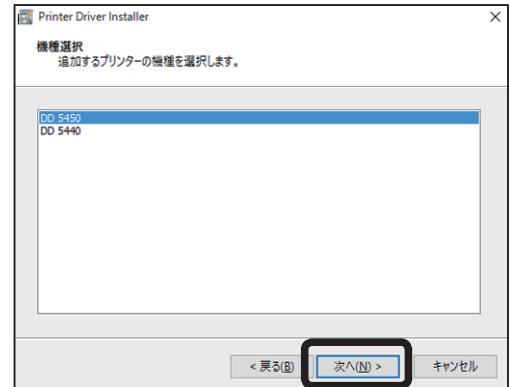 Printer Driver Installer
機種選択
追加するプリンターの機種を選択します。
DD 5450
DD 5440
< 戻る(B)
次へ(N) >
キャンセル